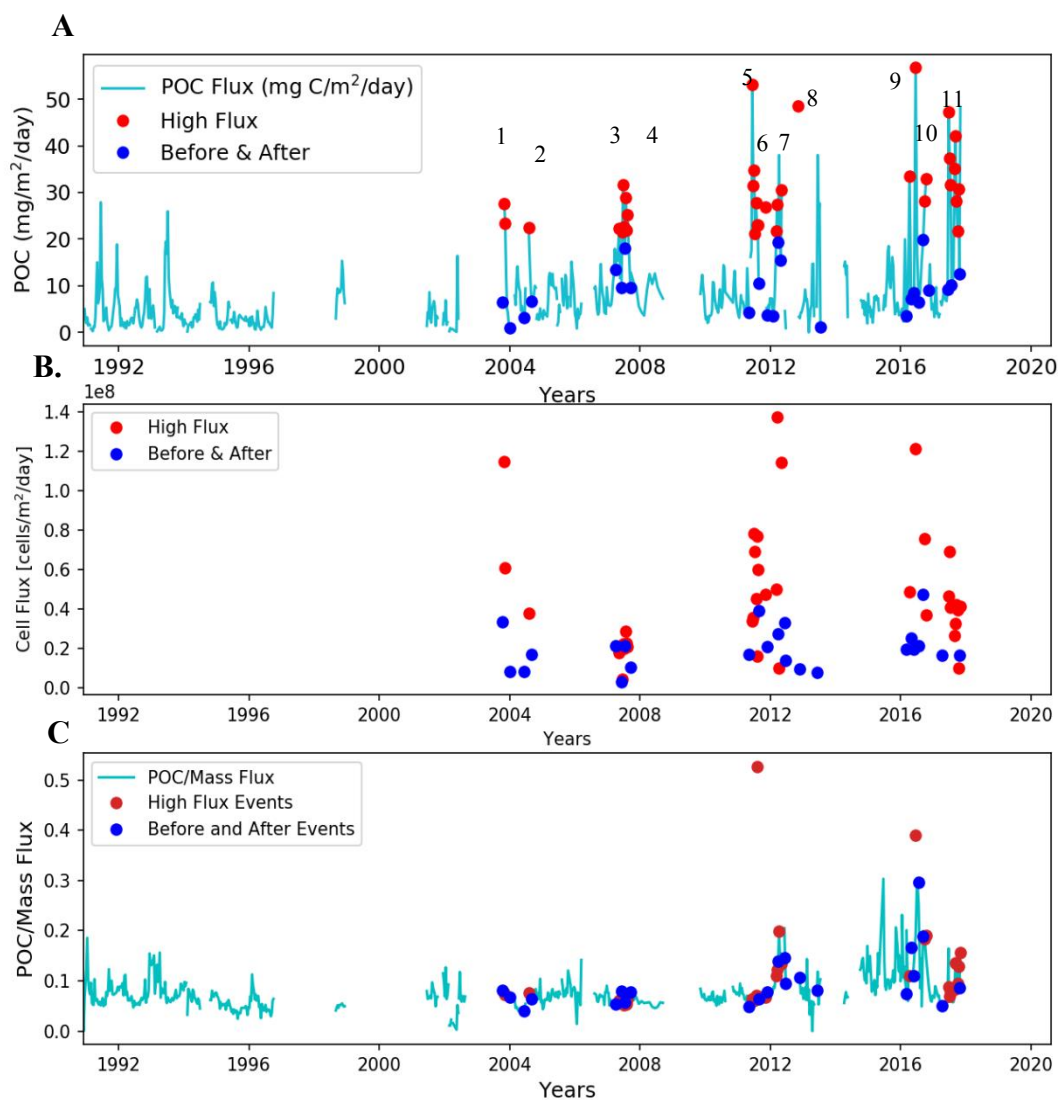 A
POC Flux (mg C/m²/day)
High Flux
Before & After
1
2
3
4
5
6
7
8
9
10
11
POC (mg/m²/day)
50
40
30
20
10
0
1992 1996 2000 2004 2008 2012 2016 2020
Years
B.
1e8
High Flux
Before & After
Cell Flux [cells/m²/day]
1.4
1.2
1.0
0.8
0.6
0.4
0.2
0.0
1992 1996 2000 2004 2008 2012 2016 2020
Years
C
POC/Mass Flux
High Flux Events
Before and After Events
POC/Mass Flux
0.5
0.4
0.3
0.2
0.1
0.0
1992 1996 2000 2004 2008 2012 2016 2020
Years